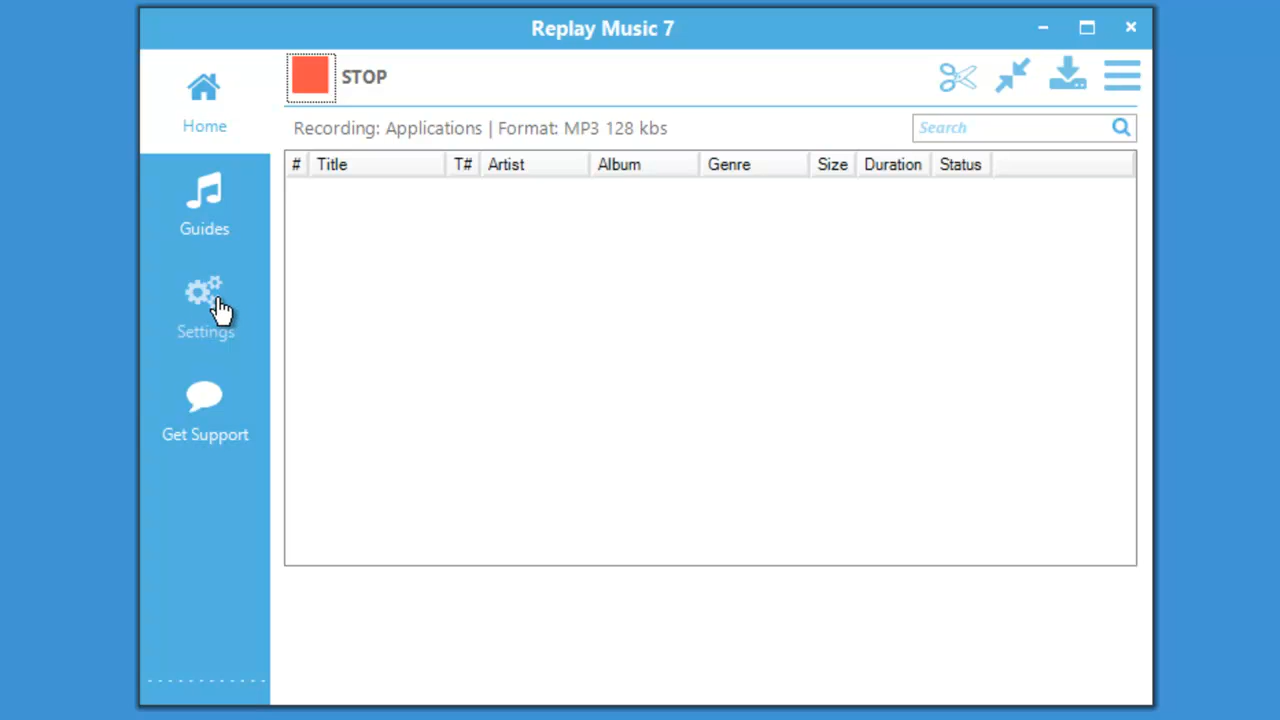 Replay Music 7
Home
Guides
Settings
Get Support
STOP
Recording: Applications | Format: MP3 128 kbs
Search
# Title T# Artist Album Genre Size Duration Status